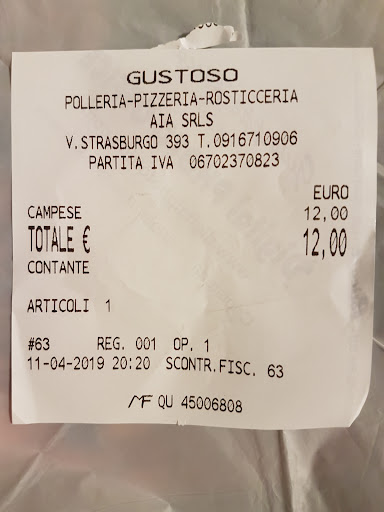 GUSTOSO
POLLERIA-PIZZERIA-ROSTICCERIA
AIA SRLS
V.STRASBURGO 393 T.0916710906
PARTITA IVA 06702370823
EURO
CAMPESE 12,00
TOTALE € 12,00
CONTANTE
ARTICOLI 1
#63 REG. 001 OP. 1
11-04-2019 20:20 SCONTR.FISC. 63
MF QU 45006808